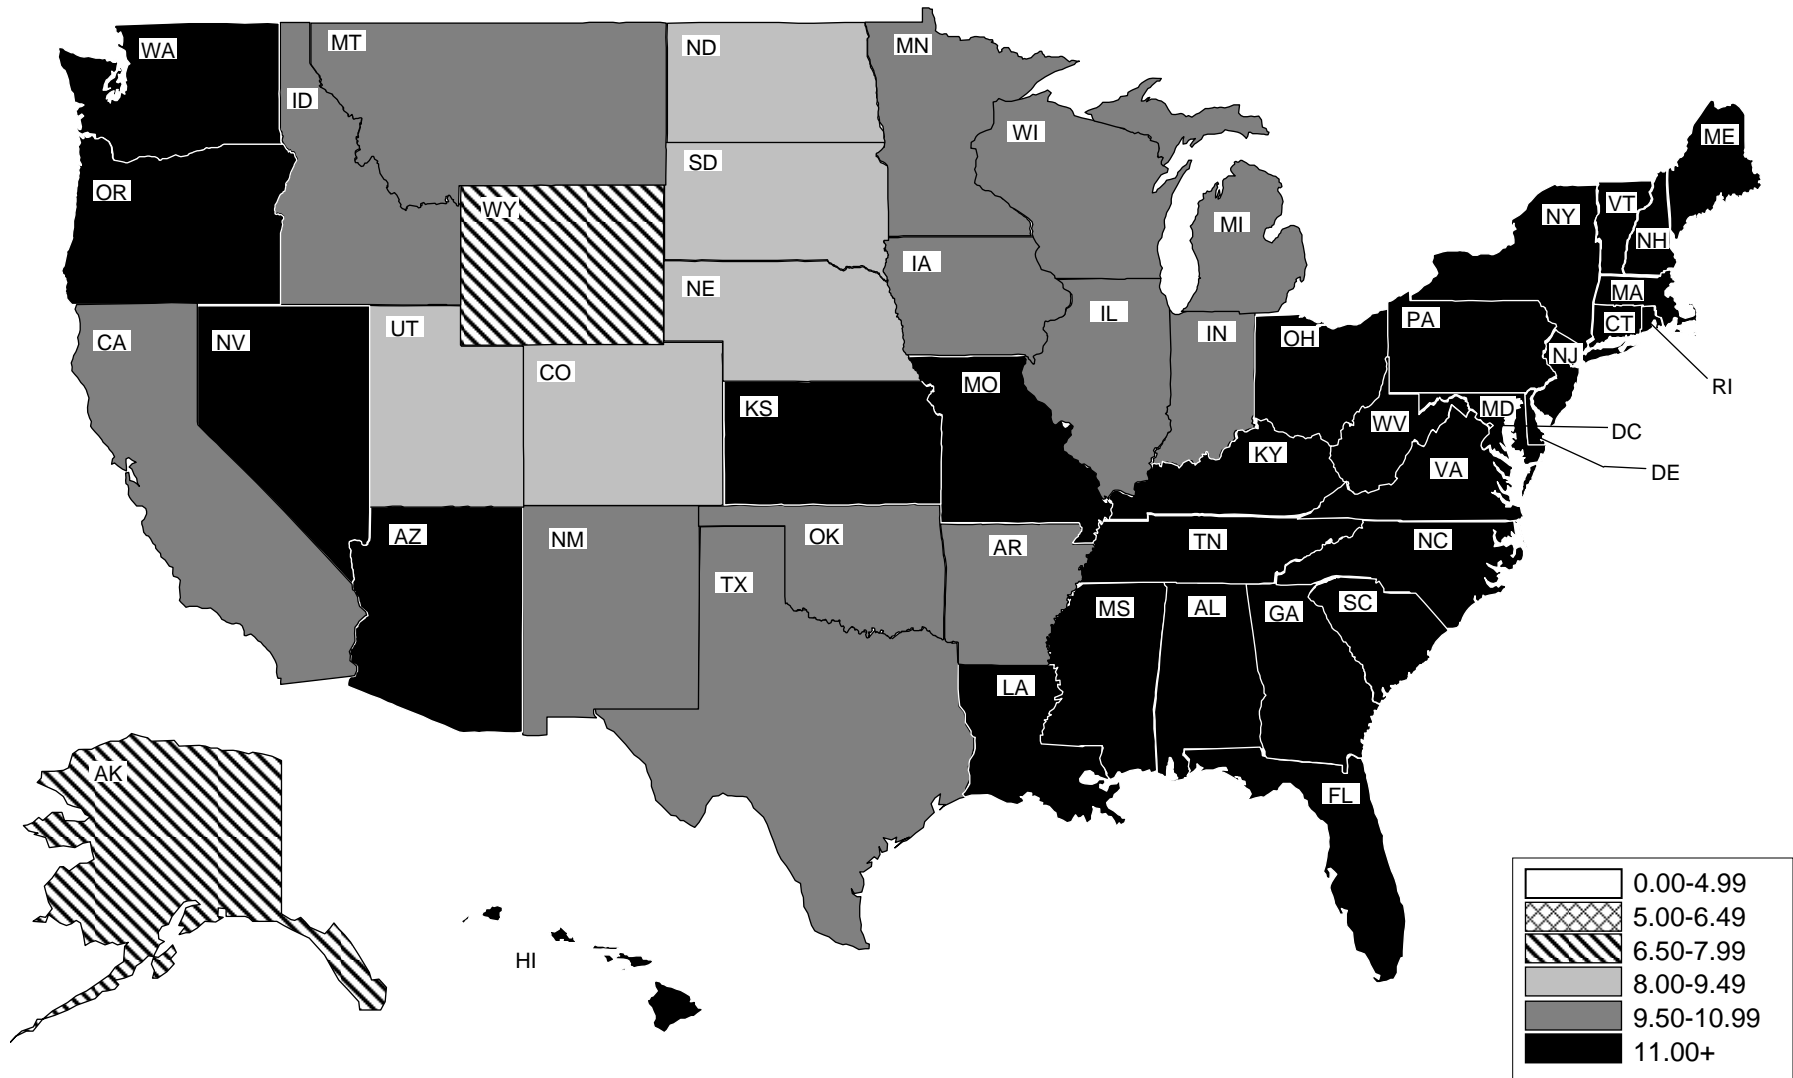 WA
MT
ND
MN
ID
WI
ME
SD
OR
WY
NY
VT
MI
NH
IA
NE
MA
UT
IL
IN
PA
CT
CA
NV
OH
NJ
CO
MO
RI
KS
MD
WV
DC
KY
VA
DE
AZ
NM
OK
AR
TN
NC
TX
MS
AL
GA
SC
LA
AK
FL
HI
0.00-4.99
5.00-6.49
6.50-7.99
8.00-9.49
9.50-10.99
11.00+